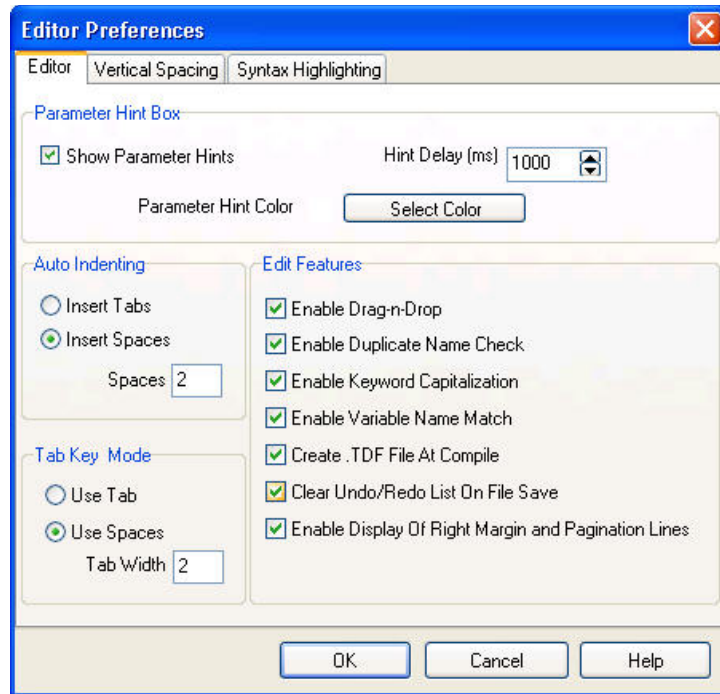 Editor Preferences
Editor Vertical Spacing Syntax Highlighting
Parameter Hint Box
Show Parameter Hints Hint Delay (ms) 1000
Parameter Hint Color Select Color
Auto Indenting
Insert Tabs
Insert Spaces
Spaces 2
Tab Key Mode
Use Tab
Use Spaces
Tab Width 2
Edit Features
Enable Drag-n-Drop
Enable Duplicate Name Check
Enable Keyword Capitalization
Enable Variable Name Match
Create .TDF File At Compile
Clear Undo/Redo List On File Save
Enable Display Of Right Margin and Pagination Lines
OK Cancel Help